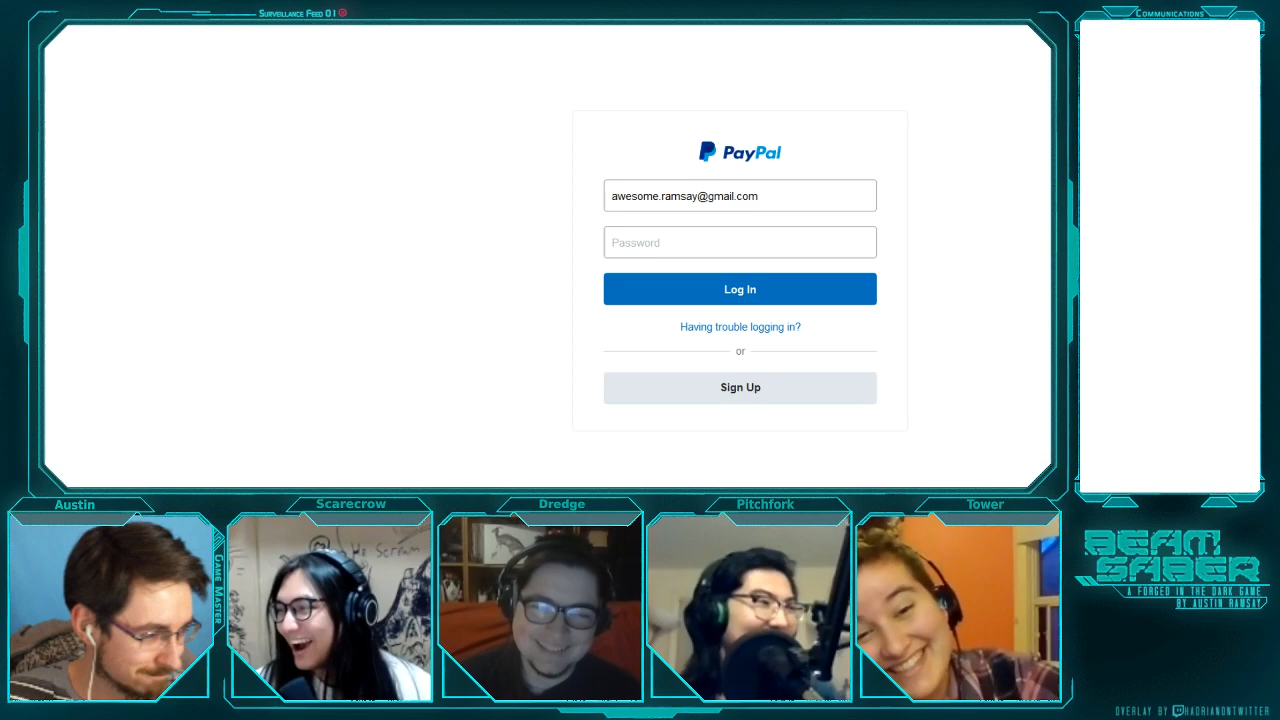 Surveillance Feed 01
Communications
PayPal
awesome.ramsay@gmail.com
Password
Log In
Having trouble logging in?
or
Sign Up
Austin
Scarecrow
Dredge
Pitchfork
Tower
Game Master
He Scream
BEAM
SABER
A FORGED IN THE DARK GAME
BY AUSTIN RAMSAY
OVERLAY BY HADRIANONTWITTER